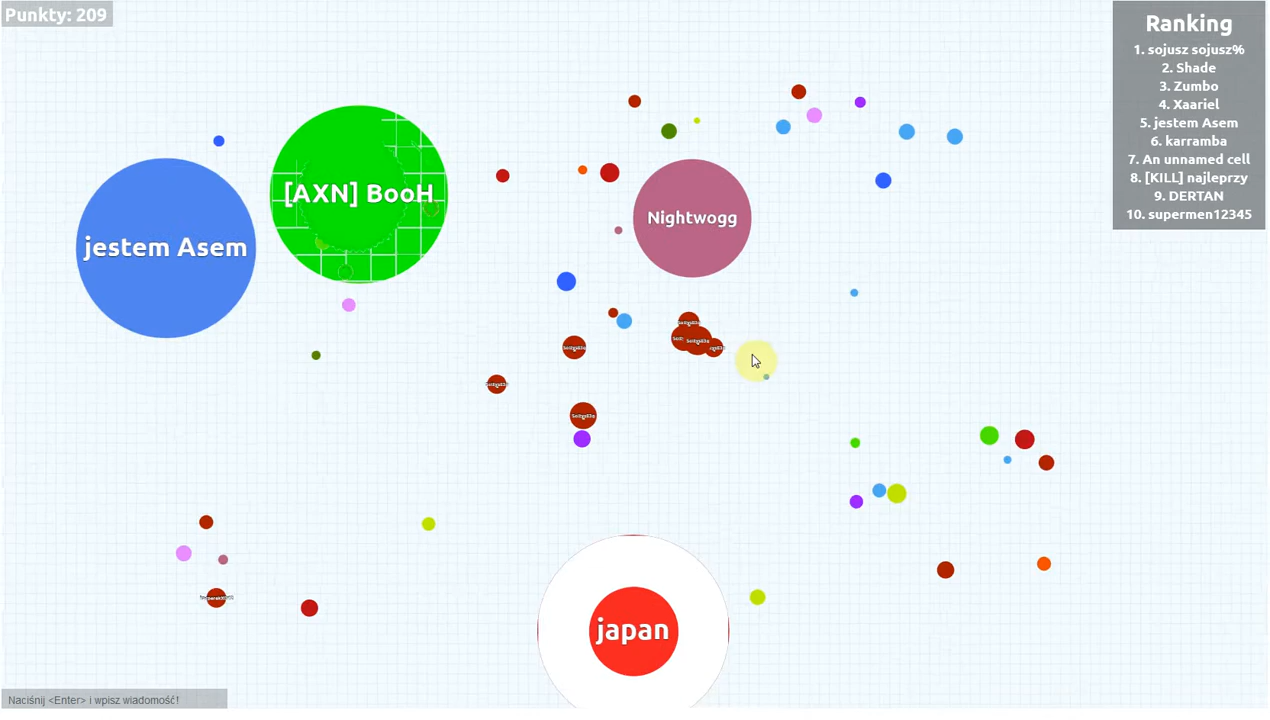 Punkty: 209
Ranking
1. sojusz sojusz%
2. Shade
3. Zumbo
4. Xaariel
5. jestem Asem
6. karramba
7. An unnamed cell
8. [KILL] najleprzy
9. DERTAN
10. supermen12345
[AXN] BooH
jestem Asem
Nightwogg
japan
Naciśnij <Enter> i wpisz wiadomość!